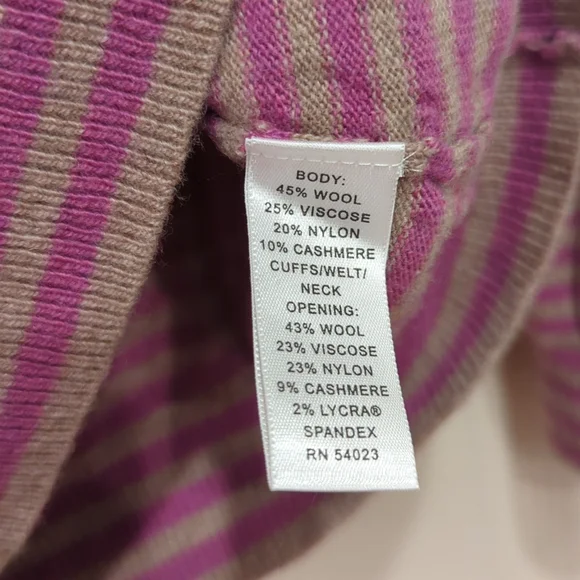 BODY:
45% WOOL
25% VISCOSE
20% NYLON
10% CASHMERE
CUFFS/WELT/
NECK
OPENING:
43% WOOL
23% VISCOSE
23% NYLON
9% CASHMERE
2% LYCRA®
SPANDEX
RN 54023